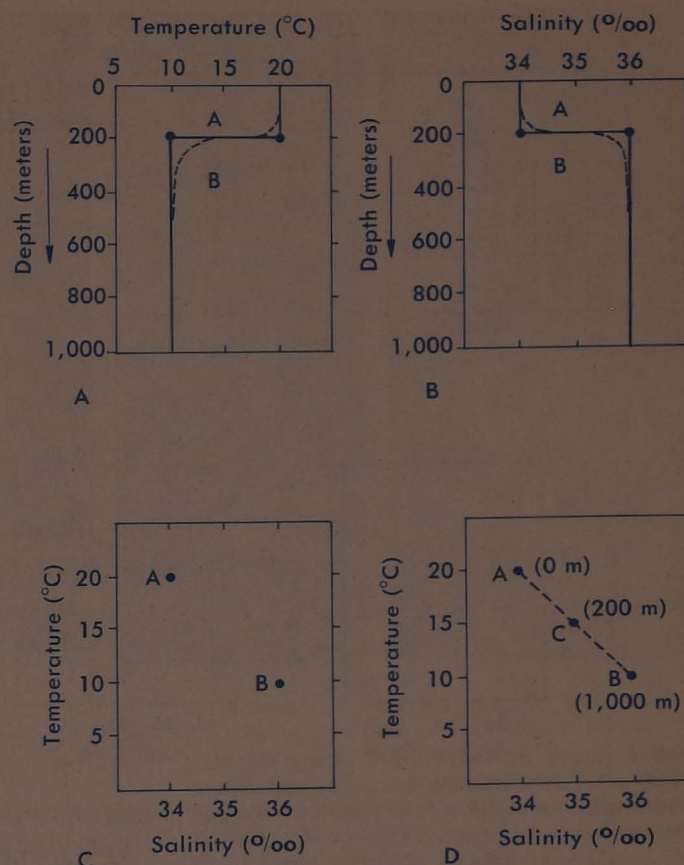 Temperature (°C)
5 10 15 20
0
200
400
600
800
1,000
Depth (meters)
A
B
A
Salinity (o/oo)
34 35 36
0
200
400
600
800
1,000
Depth (meters)
A
B
B
20
15
10
5
Temperature (°C)
A
B
34 35 36
Salinity (o/oo)
C
20
15
10
5
Temperature (°C)
A (0 m)
(200 m)
C
B
(1,000 m)
34 35 36
Salinity (o/oo)
D